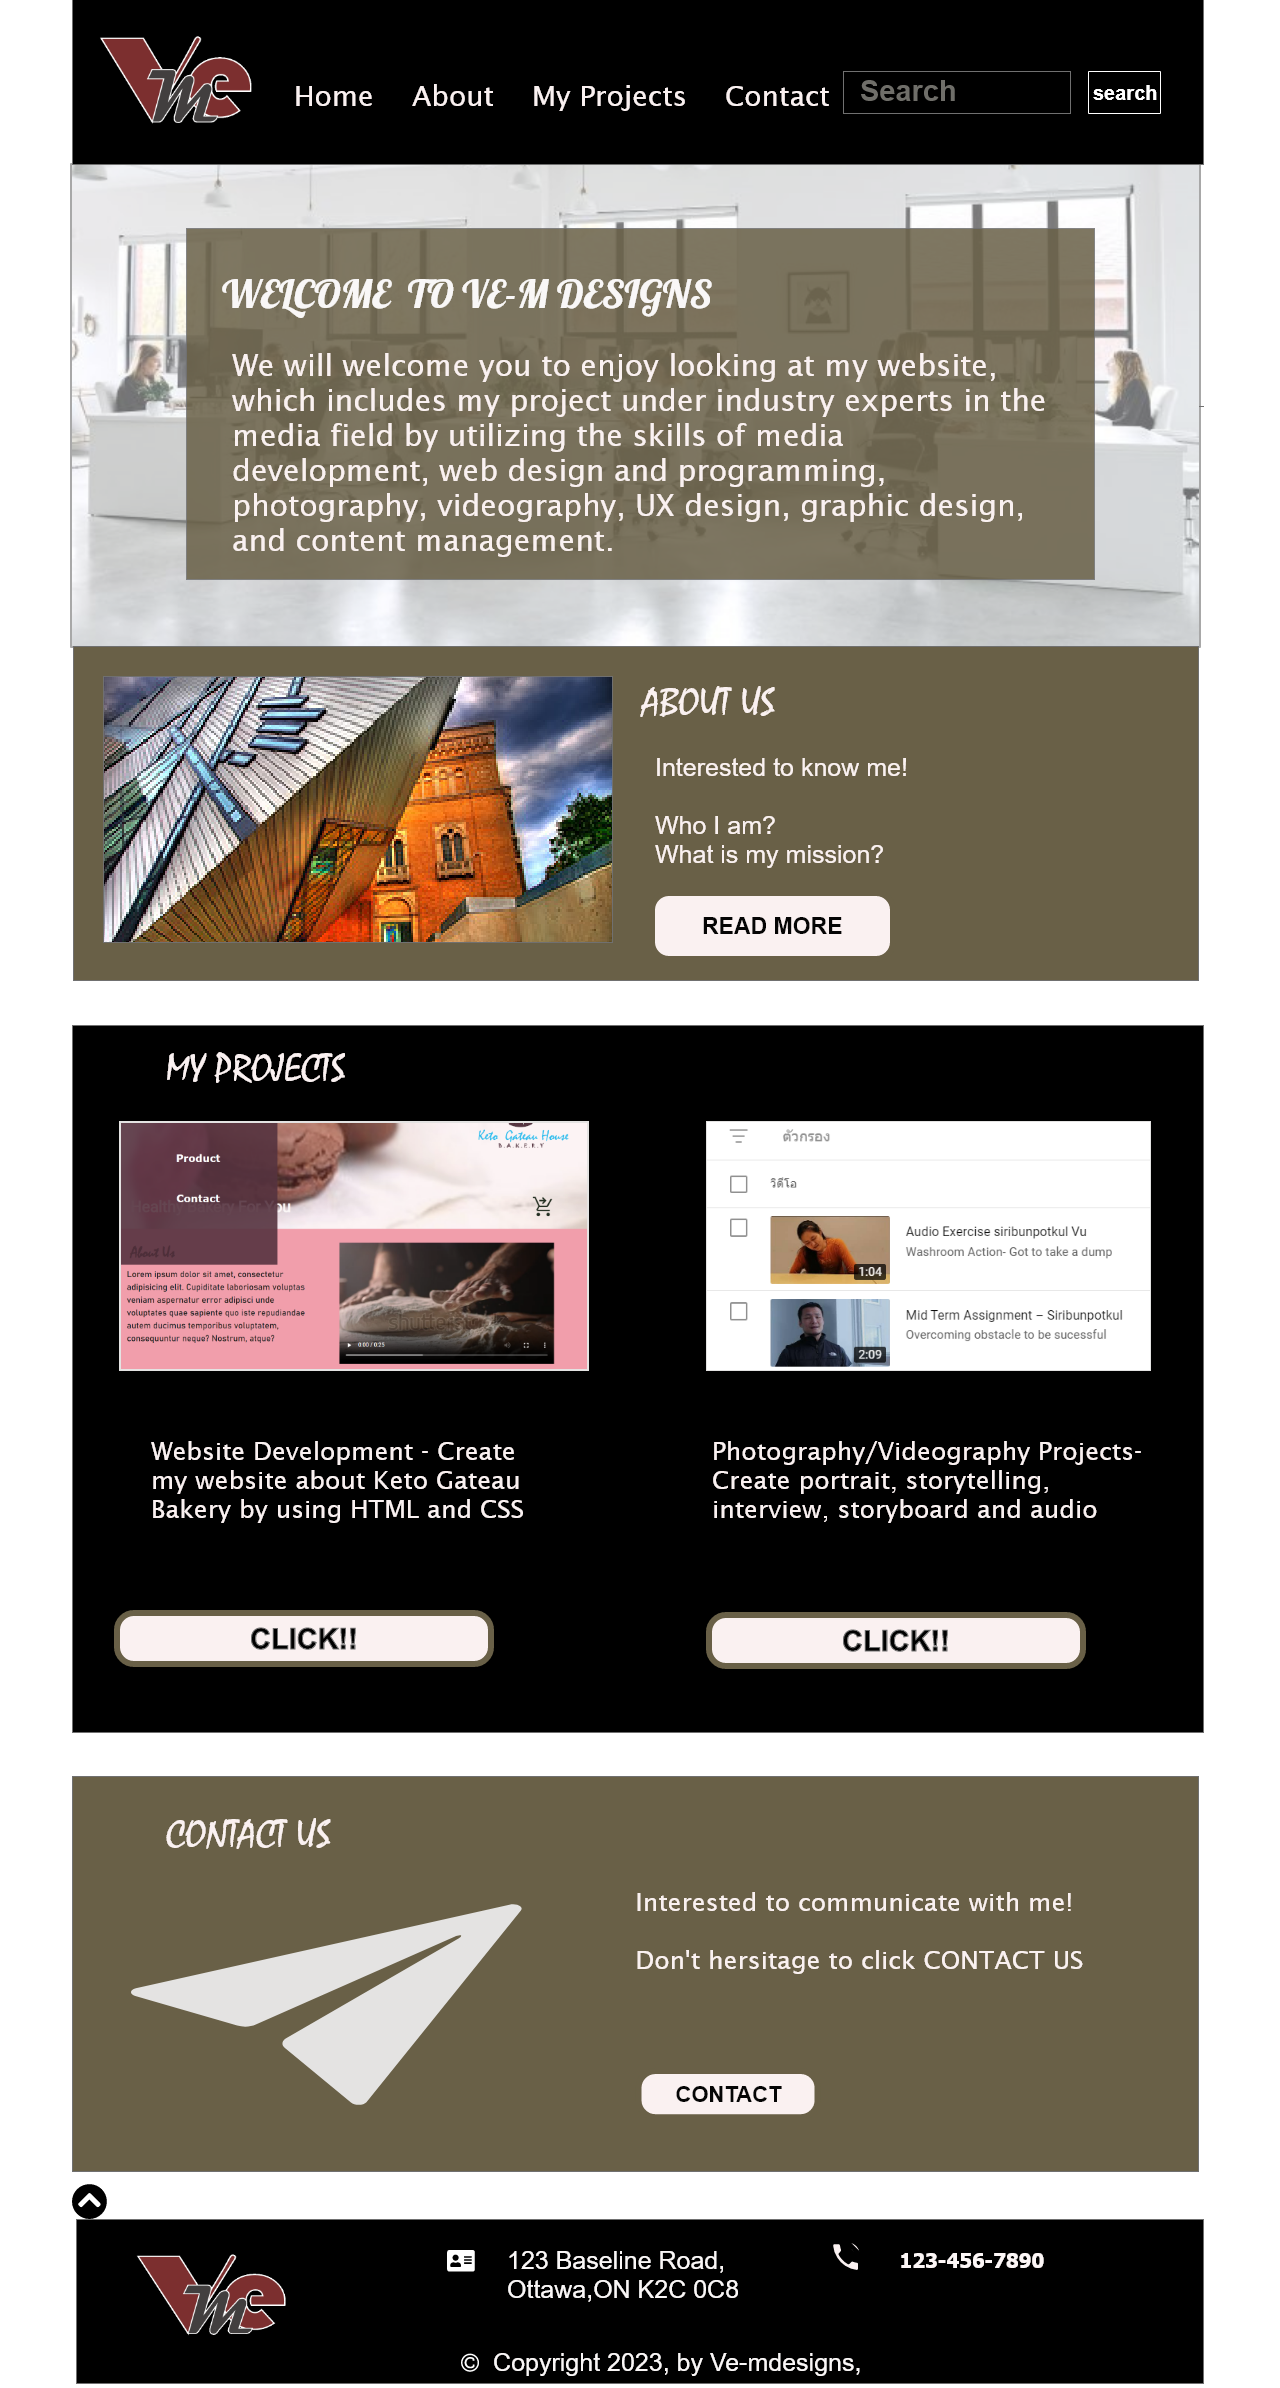 Vme
Home About My Projects Contact Search search
WELCOME TO VE-M DESIGNS
We will welcome you to enjoy looking at my website,
which includes my project under industry experts in the
media field by utilizing the skills of media
development, web design and programming,
photography, videography, UX design, graphic design,
and content management.
ABOUT US
Interested to know me!
Who I am?
What is my mission?
READ MORE
MY PROJECTS
Keto Gateau House
B.A.K.E.R.Y
Product
Contact
Healthy Bakery For You
About Us
Lorem ipsum dolor sit amet, consectetur
adipisicing elit. Cupiditate laboriosam voluptas
veniam aspernatur error adipisci unde
voluptates quae sapiente quo iste repudiandae
autem ducimus temporibus voluptatem,
consequuntur neque? Nostrum, atque?
0:00 / 0:25
ตัวกรอง
วิดีโอ
Audio Exercise siribunpotkul Vu
Washroom Action- Got to take a dump
1:04
Mid Term Assignment – Siribunpotkul
Overcoming obstacle to be sucessful
2:09
Website Development - Create
my website about Keto Gateau
Bakery by using HTML and CSS
Photography/Videography Projects-
Create portrait, storytelling,
interview, storyboard and audio
CLICK!!
CLICK!!
CONTACT US
Interested to communicate with me!
Don't hersitage to click CONTACT US
CONTACT
Vme
123 Baseline Road,
Ottawa,ON K2C 0C8
123-456-7890
© Copyright 2023, by Ve-mdesigns,